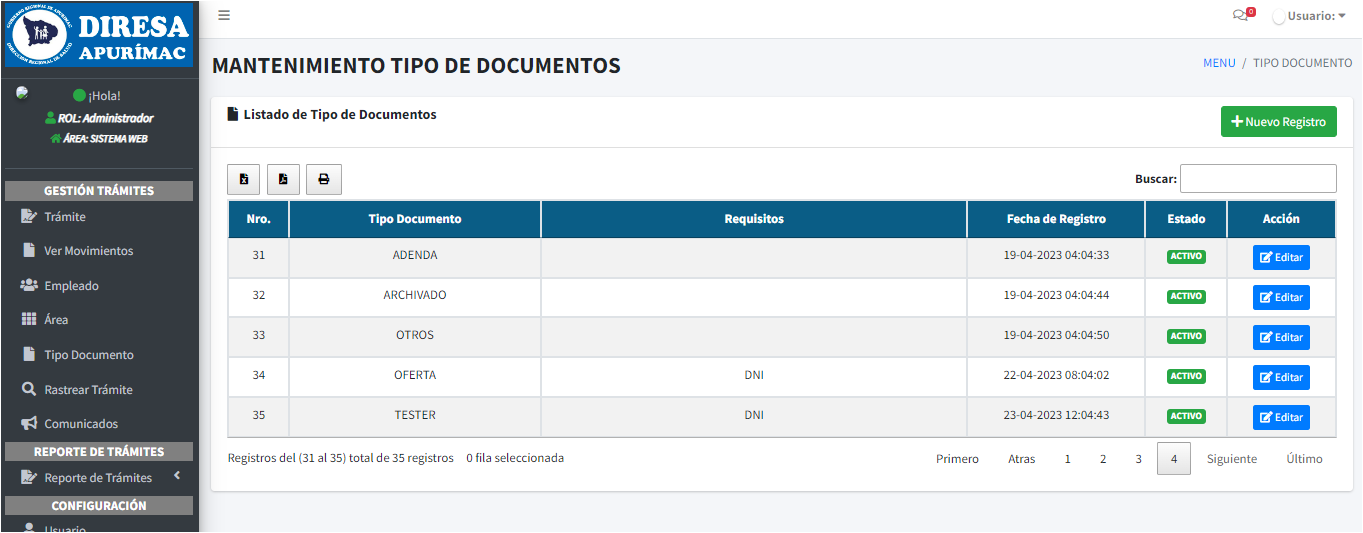 DIRESA
APURÍMAC
0
Usuario:
MANTENIMIENTO TIPO DE DOCUMENTOS
MENU / TIPO DOCUMENTO
¡Hola!
ROL: Administrador
ÁREA: SISTEMA WEB
Listado de Tipo de Documentos
Nuevo Registro
Buscar:
GESTIÓN TRÁMITES
Trámite
Ver Movimientos
Empleado
Área
Tipo Documento
Rastrear Trámite
Comunicados
REPORTE DE TRÁMITES
Reporte de Trámites
CONFIGURACIÓN
Usuario
Nro. Tipo Documento Requisitos Fecha de Registro Estado Acción
31 ADENDA 19-04-2023 04:04:33 ACTIVO Editar
32 ARCHIVADO 19-04-2023 04:04:44 ACTIVO Editar
33 OTROS 19-04-2023 04:04:50 ACTIVO Editar
34 OFERTA DNI 22-04-2023 08:04:02 ACTIVO Editar
35 TESTER DNI 23-04-2023 12:04:43 ACTIVO Editar
Registros del (31 al 35) total de 35 registros 0 fila seleccionada
Primero Atras 1 2 3 4 Siguiente Último